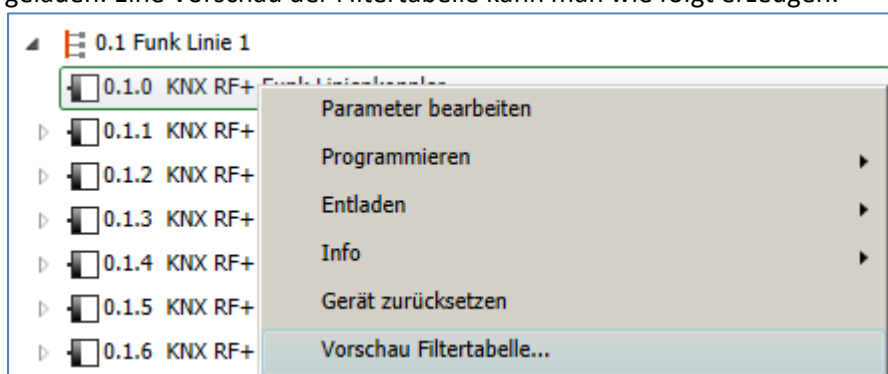 geladen. Eine Vorschau der Filtertabelle kann man wie folgt erzeugen:
0.1 Funk Linie 1
0.1.0 KNX RF+ Funk Linienkoppler
0.1.1 KNX RF+
0.1.2 KNX RF+
0.1.3 KNX RF+
0.1.4 KNX RF+
0.1.5 KNX RF+
0.1.6 KNX RF+
Parameter bearbeiten
Programmieren
Entladen
Info
Gerät zurücksetzen
Vorschau Filtertabelle...